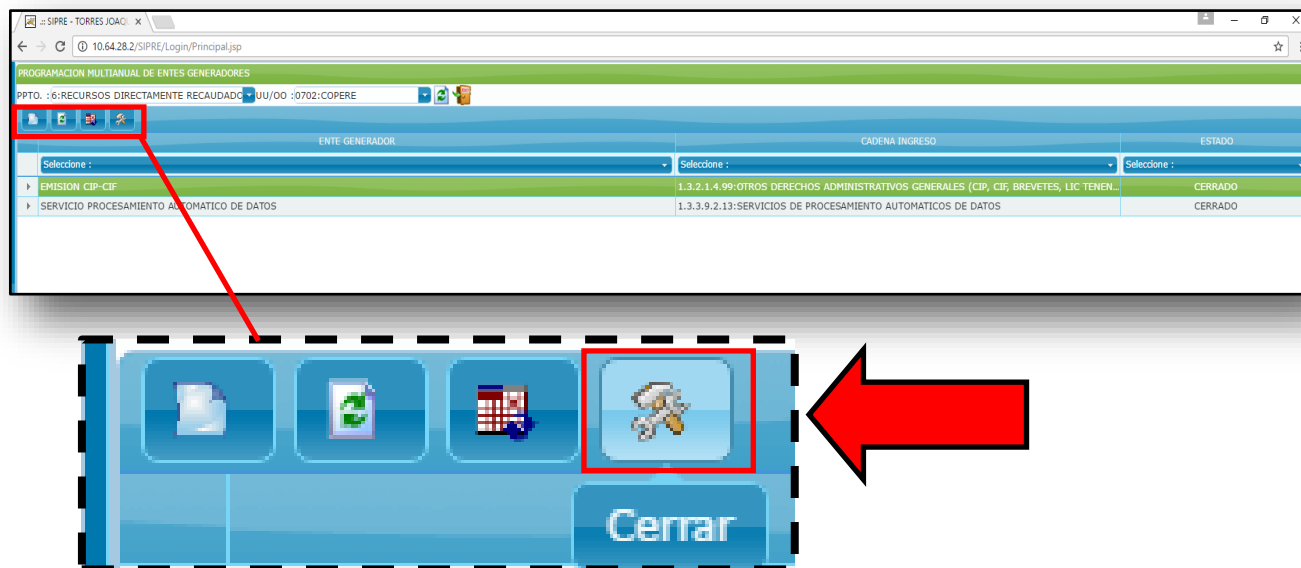 .:: SIPRE - TORRES JOAQ
10.64.28.2/SIPRE/Login/Principal.jsp
PROGRAMACION MULTIANUAL DE ENTES GENERADORES
PPTO. : 6:RECURSOS DIRECTAMENTE RECAUDADO UU/OO : 0702:COPERE
ENTE GENERADOR CADENA INGRESO ESTADO
Seleccione : Seleccione : Seleccione :
EMISION CIP-CIF 1.3.2.1.4.99:OTROS DERECHOS ADMINISTRATIVOS GENERALES (CIP, CIF, BREVETES, LIC TENEN... CERRADO
SERVICIO PROCESAMIENTO AUTOMATICO DE DATOS 1.3.3.9.2.13:SERVICIOS DE PROCESAMIENTO AUTOMATICOS DE DATOS CERRADO
Cerrar